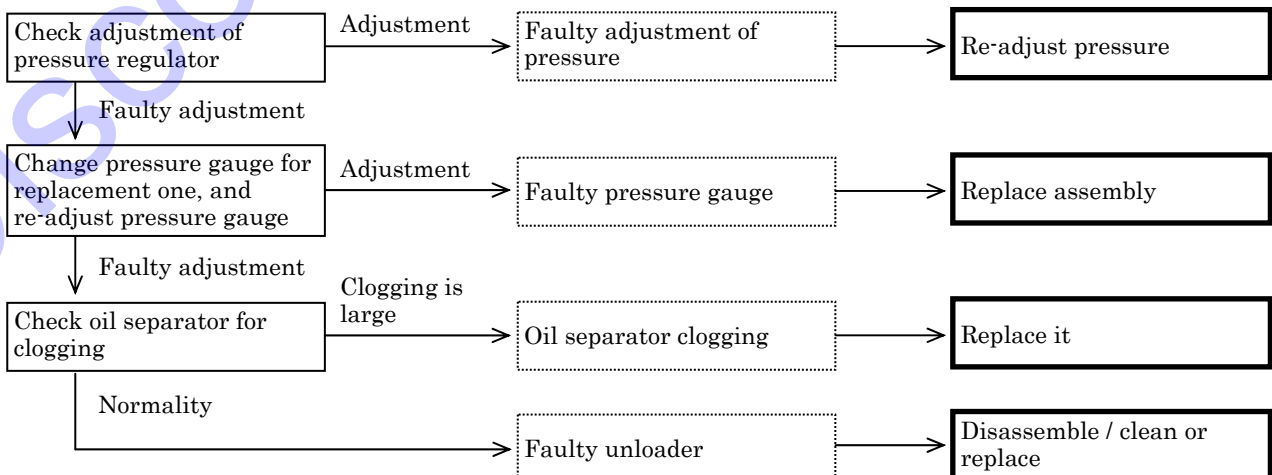 Check adjustment of
pressure regulator
Adjustment
Faulty adjustment of
pressure
Re-adjust pressure
Faulty adjustment
Change pressure gauge for
replacement one, and
re-adjust pressure gauge
Adjustment
Faulty pressure gauge
Replace assembly
Faulty adjustment
Check oil separator for
clogging
Clogging is
large
Oil separator clogging
Replace it
Normality
Faulty unloader
Disassemble / clean or
replace